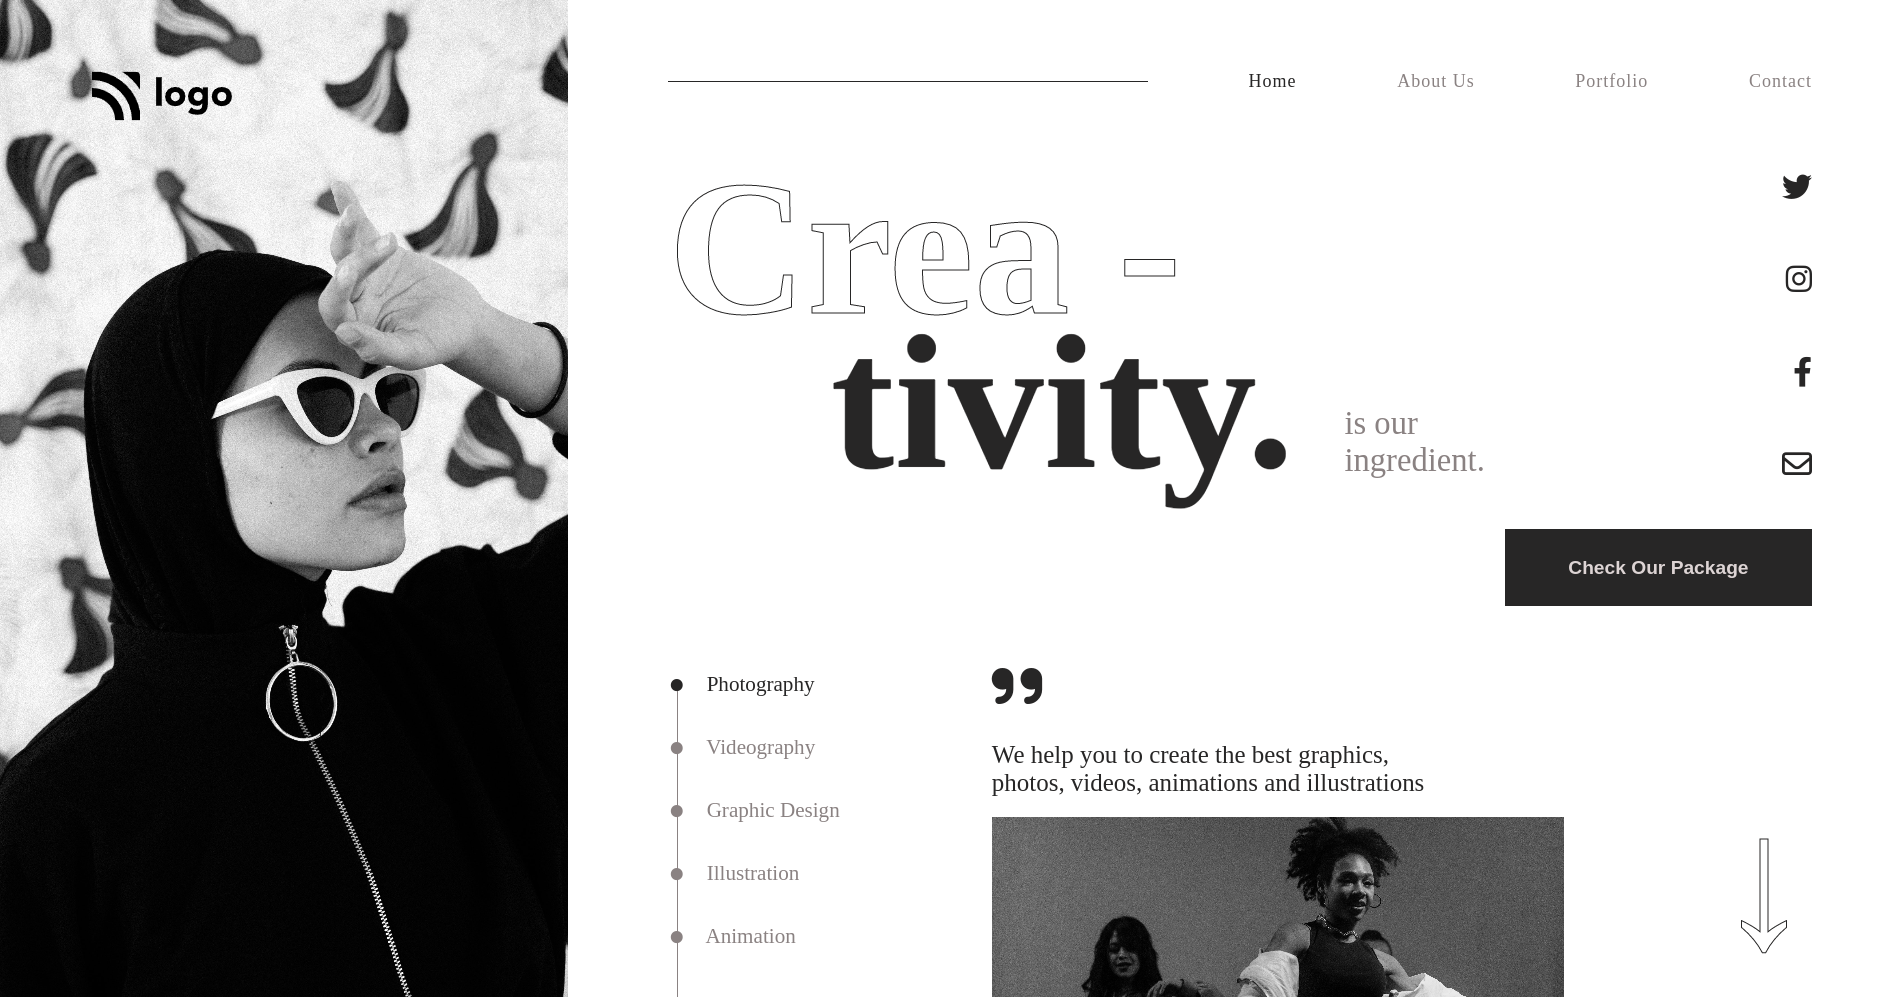 logo
Home
About Us
Portfolio
Contact
Crea -
tivity.
is our
ingredient.
Check Our Package
Photography
Videography
Graphic Design
Illustration
Animation
”
We help you to create the best graphics,
photos, videos, animations and illustrations